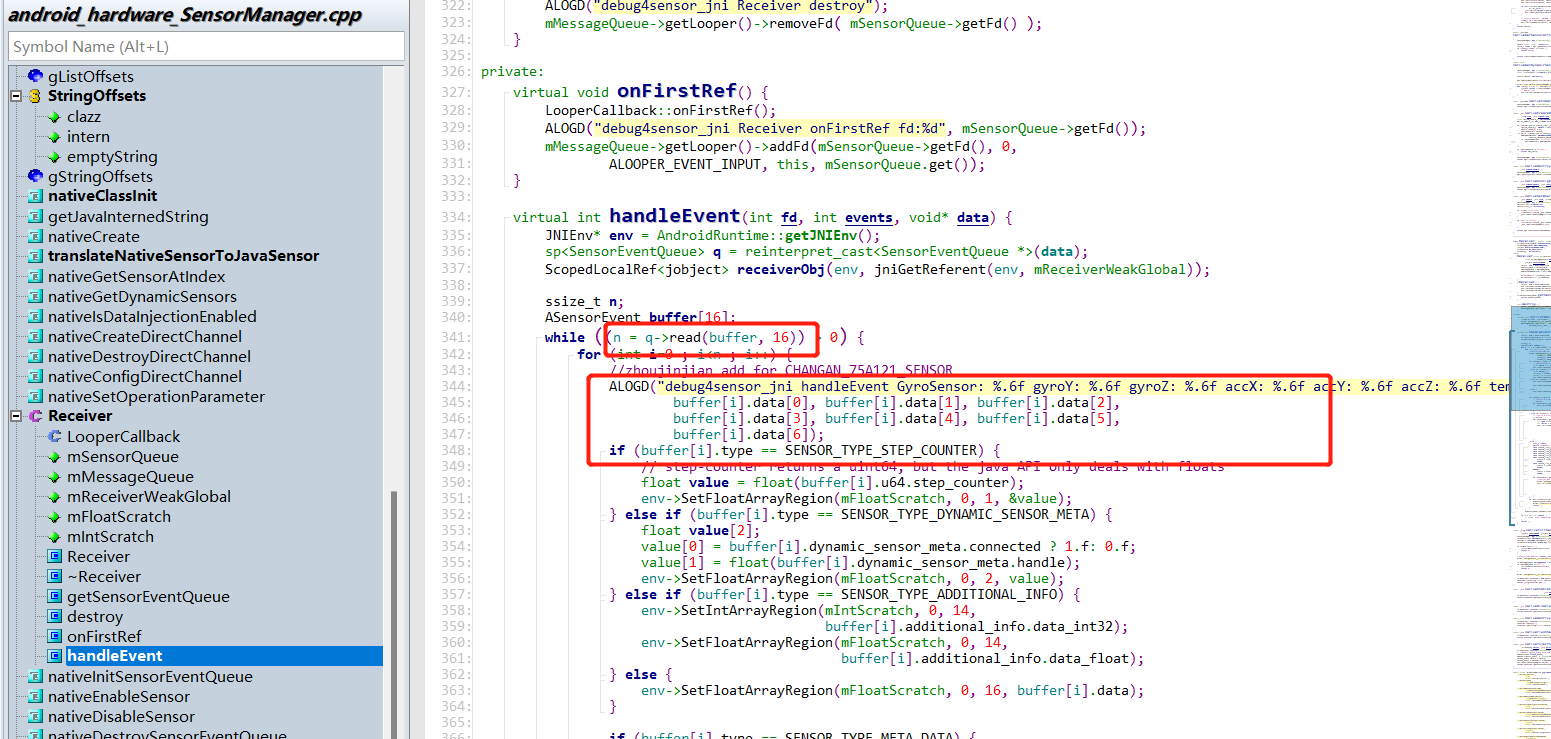 android_hardware_SensorManager.cpp
Symbol Name (Alt+L)
gListOffsets
StringOffsets
clazz
intern
emptyString
gStringOffsets
nativeClassInit
getJavaInternedString
nativeCreate
translateNativeSensorToJavaSensor
nativeGetSensorAtIndex
nativeGetDynamicSensors
nativeIsDataInjectionEnabled
nativeCreateDirectChannel
nativeDestroyDirectChannel
nativeConfigDirectChannel
nativeSetOperationParameter
Receiver
LooperCallback
mSensorQueue
mMessageQueue
mReceiverWeakGlobal
mFloatScratch
mIntScratch
Receiver
~Receiver
getSensorEventQueue
destroy
onFirstRef
handleEvent
nativeInitSensorEventQueue
nativeEnableSensor
nativeDisableSensor
nativeDestroySensorEventQueue
322: ALOGD("debug4sensor_jni Receiver destroy");
323: mMessageQueue->getLooper()->removeFd( mSensorQueue->getFd() );
324: }
325:
326: private:
327: virtual void onFirstRef() {
328: LooperCallback::onFirstRef();
329: ALOGD("debug4sensor_jni Receiver onFirstRef fd:%d", mSensorQueue->getFd());
330: mMessageQueue->getLooper()->addFd(mSensorQueue->getFd(), 0,
331: ALOOPER_EVENT_INPUT, this, mSensorQueue.get());
332: }
333:
334: virtual int handleEvent(int fd, int events, void* data) {
335: JNIEnv* env = AndroidRuntime::getJNIEnv();
336: sp<SensorEventQueue> q = reinterpret_cast<SensorEventQueue *>(data);
337: ScopedLocalRef<jobject> receiverObj(env, jniGetReferent(env, mReceiverWeakGlobal));
338:
339: ssize_t n;
340: ASensorEvent buffer[16];
341: while ((n = q->read(buffer, 16)) > 0) {
342: for (int i=0 ; i<n ; i++) {
343: //zhoujinjian add for CHANGAN_75A121_SENSOR
344: ALOGD("debug4sensor_jni handleEvent GyroSensor: %.6f gyroY: %.6f gyroZ: %.6f accX: %.6f accY: %.6f accZ: %.6f tem
345: buffer[i].data[0], buffer[i].data[1], buffer[i].data[2],
346: buffer[i].data[3], buffer[i].data[4], buffer[i].data[5],
347: buffer[i].data[6]);
348: if (buffer[i].type == SENSOR_TYPE_STEP_COUNTER) {
349: // step-counter returns a uint64, but the java API only deals with floats
350: float value = float(buffer[i].u64.step_counter);
351: env->SetFloatArrayRegion(mFloatScratch, 0, 1, &value);
352: } else if (buffer[i].type == SENSOR_TYPE_DYNAMIC_SENSOR_META) {
353: float value[2];
354: value[0] = buffer[i].dynamic_sensor_meta.connected ? 1.f: 0.f;
355: value[1] = float(buffer[i].dynamic_sensor_meta.handle);
356: env->SetFloatArrayRegion(mFloatScratch, 0, 2, value);
357: } else if (buffer[i].type == SENSOR_TYPE_ADDITIONAL_INFO) {
358: env->SetIntArrayRegion(mIntScratch, 0, 14,
359: buffer[i].additional_info.data_int32);
360: env->SetFloatArrayRegion(mFloatScratch, 0, 14,
361: buffer[i].additional_info.data_float);
362: } else {
363: env->SetFloatArrayRegion(mFloatScratch, 0, 16, buffer[i].data);
364: }
365:
366: if (buffer[i].type == SENSOR_TYPE_META_DATA) {